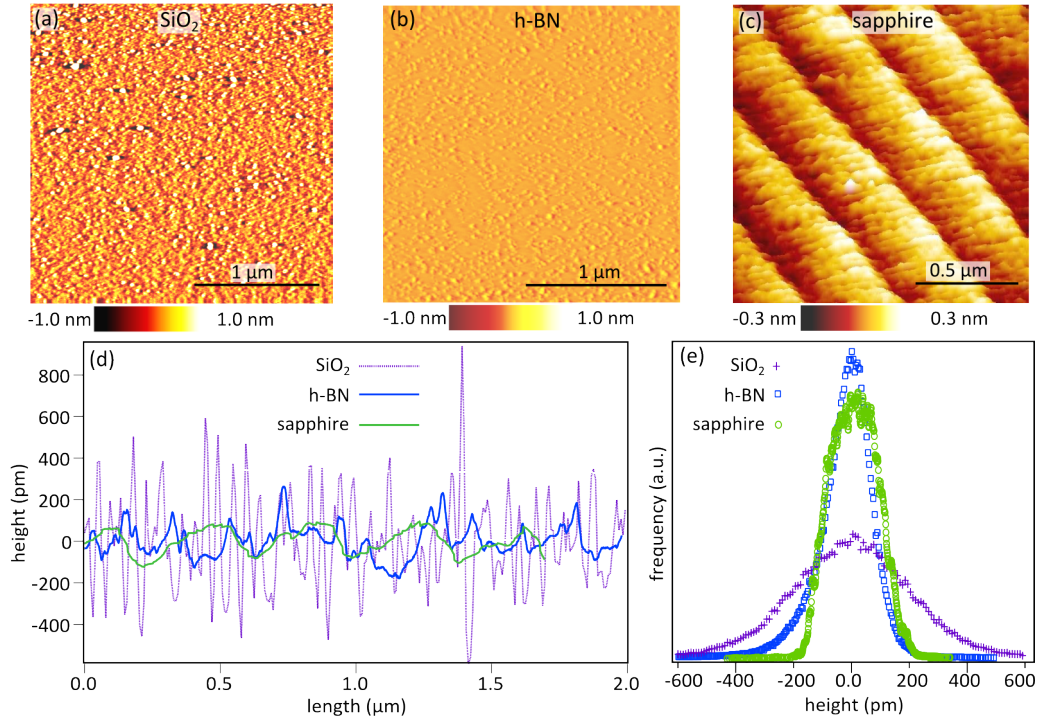 (a) SiO₂
(b) h-BN
(c) sapphire
1 µm
1 µm
0.5 µm
-1.0 nm 1.0 nm
-1.0 nm 1.0 nm
-0.3 nm 0.3 nm
(d)
SiO₂
h-BN
sapphire
height (pm)
800
600
400
200
0
-200
-400
0.0 0.5 1.0 1.5 2.0
length (µm)
(e)
SiO₂
h-BN
sapphire
frequency (a.u.)
-600 -400 -200 0.0 200 400 600
height (pm)